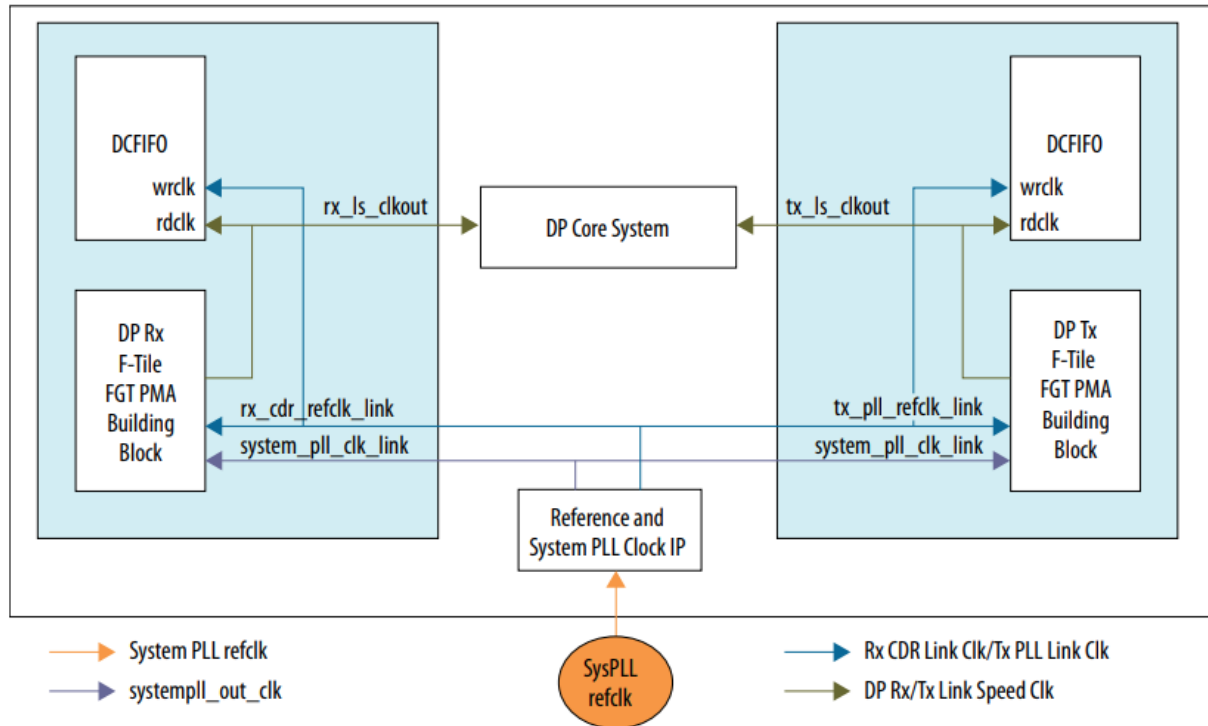 DCFIFO
wrclk
rdclk
rx_ls_clkout
DP Core System
tx_ls_clkout
DCFIFO
wrclk
rdclk
DP Rx
F-Tile
FGT PMA
Building
Block
rx_cdr_refclk_link
system_pll_clk_link
tx_pll_refclk_link
system_pll_clk_link
DP Tx
F-Tile
FGT PMA
Building
Block
Reference and
System PLL Clock IP
System PLL refclk
systempll_out_clk
SysPLL
refclk
Rx CDR Link Clk/Tx PLL Link Clk
DP Rx/Tx Link Speed Clk